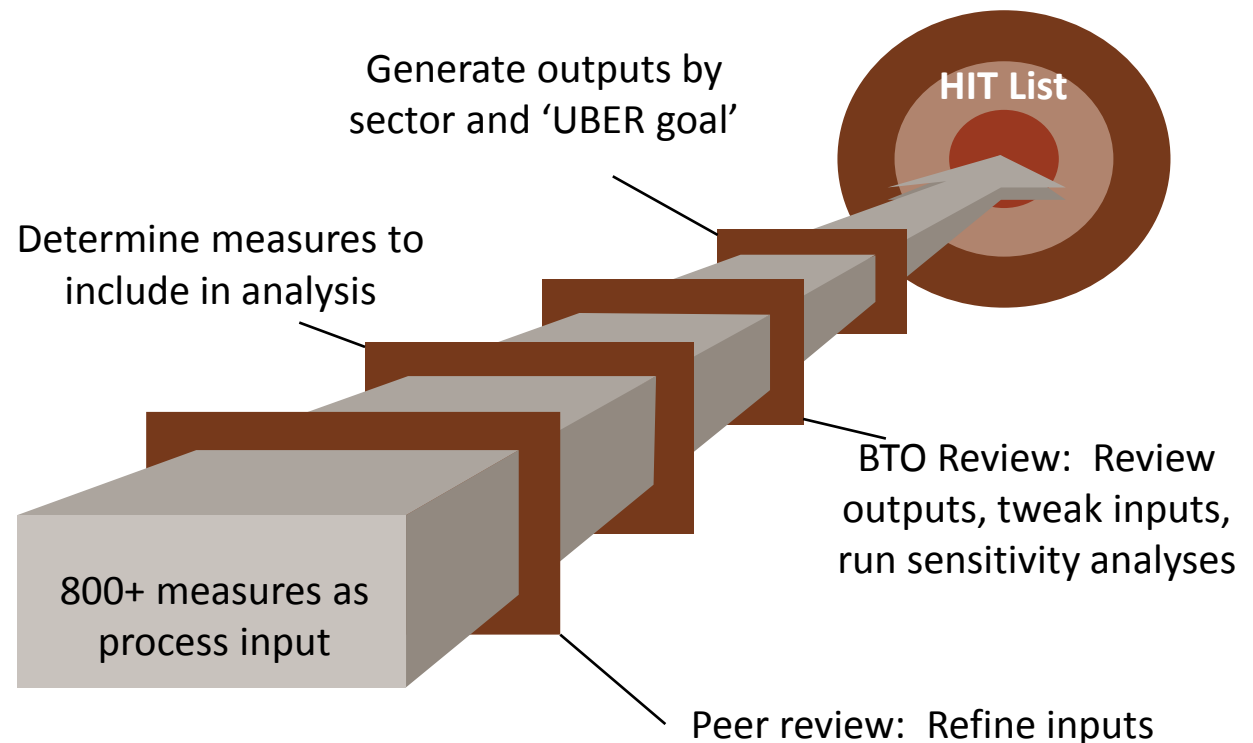 Generate outputs by
sector and ‘UBER goal’
HIT List
Determine measures to
include in analysis
BTO Review:  Review
outputs, tweak inputs,
run sensitivity analyses
800+ measures as
process input
Peer review:  Refine inputs